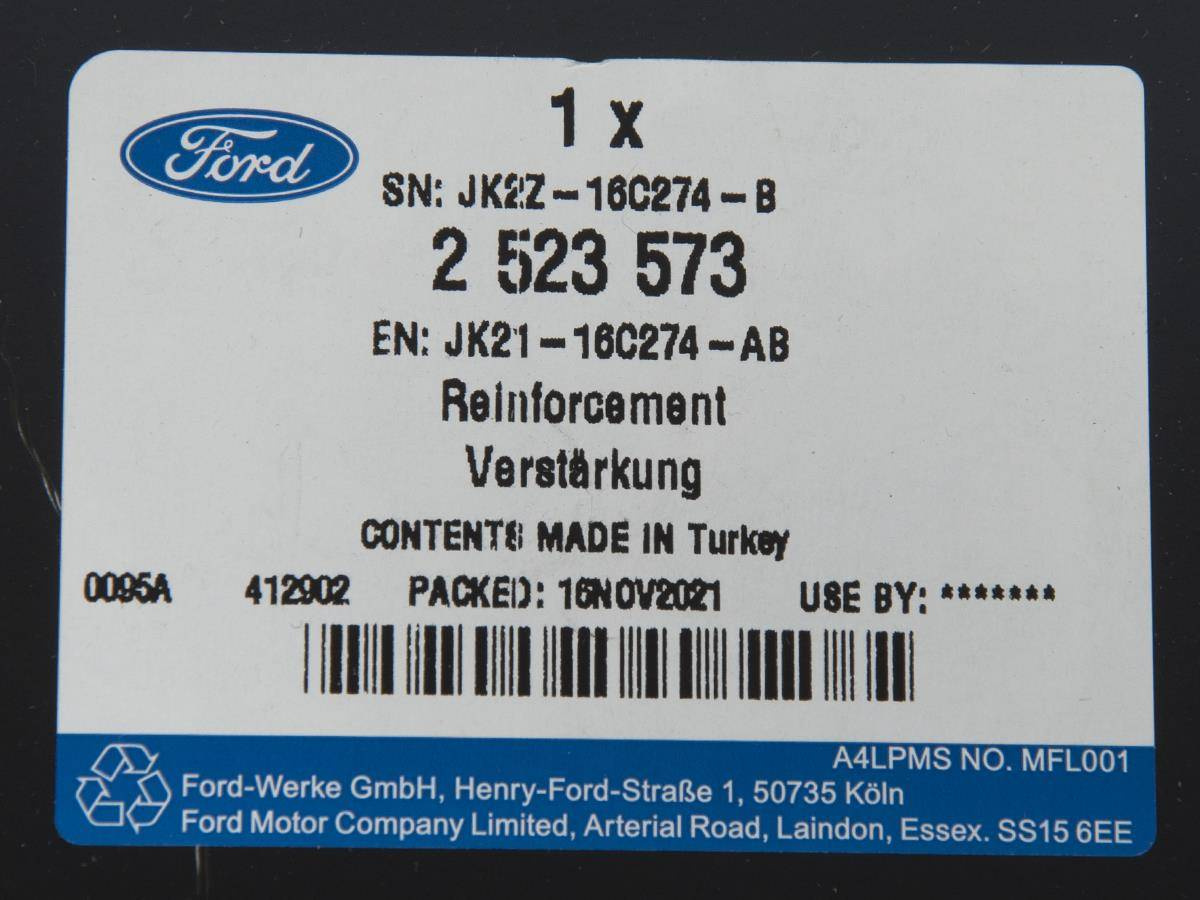 Ford
1 x
SN: JK2Z-16C274-B
2 523 573
EN: JK21-16C274-AB
Reinforcement
Verstärkung
CONTENTS MADE IN Turkey
0095A 412902 PACKED: 16NOV2021 USE BY: *******
A4LPMS NO. MFL001
Ford-Werke GmbH, Henry-Ford-Straße 1, 50735 Köln
Ford Motor Company Limited, Arterial Road, Laindon, Essex. SS15 6EE